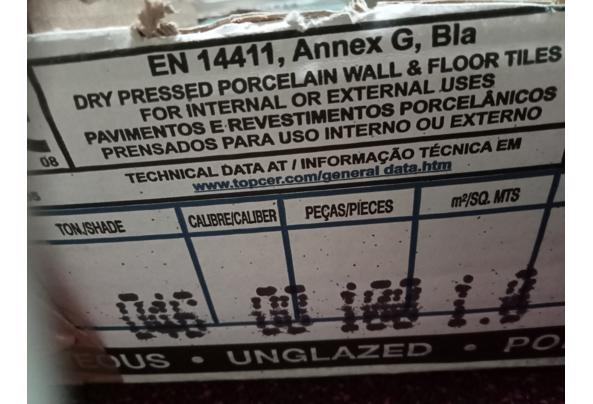 EN 14411, Annex G, Bla
DRY PRESSED PORCELAIN WALL & FLOOR TILES
FOR INTERNAL OR EXTERNAL USES
PAVIMENTOS E REVESTIMENTOS PORCELÂNICOS
PRENSADOS PARA USO INTERNO OU EXTERNO
08
TECHNICAL DATA AT / INFORMAÇÃO TÉCNICA EM
www.topcer.com/general data.htm
TON./SHADE CALIBRE/CALIBER PEÇAS/PIECES m²/SQ. MTS
UNGLAZED •